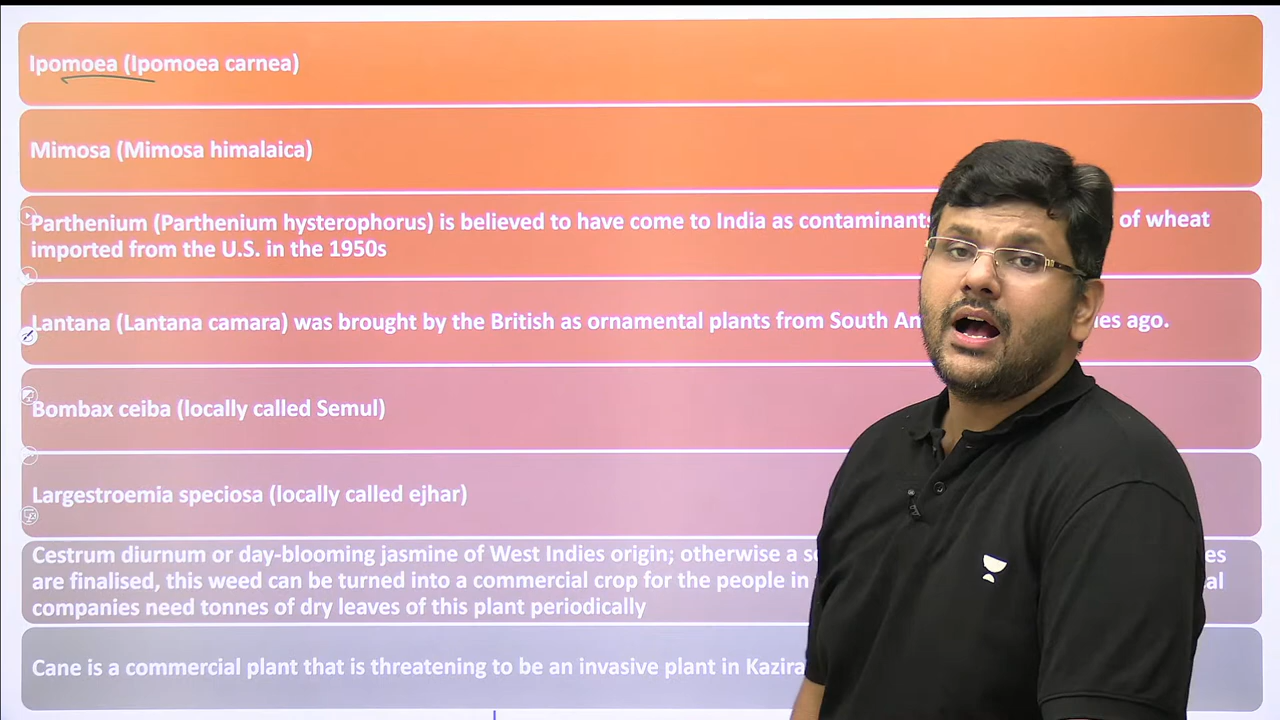 Ipomoea (Ipomoea carnea)
Mimosa (Mimosa himalaica)
Parthenium (Parthenium hysterophorus) is believed to have come to India as contaminants of wheat
imported from the U.S. in the 1950s
Lantana (Lantana camara) was brought by the British as ornamental plants from South ago.
Bombax ceiba (locally called Semul)
Largestroemia speciosa (locally called ejhar)
Cestrum diurnum or day-blooming jasmine of West Indies origin; otherwise a
are finalised, this weed can be turned into a commercial crop for the people in
companies need tonnes of dry leaves of this plant periodically
Cane is a commercial plant that is threatening to be an invasive plant in